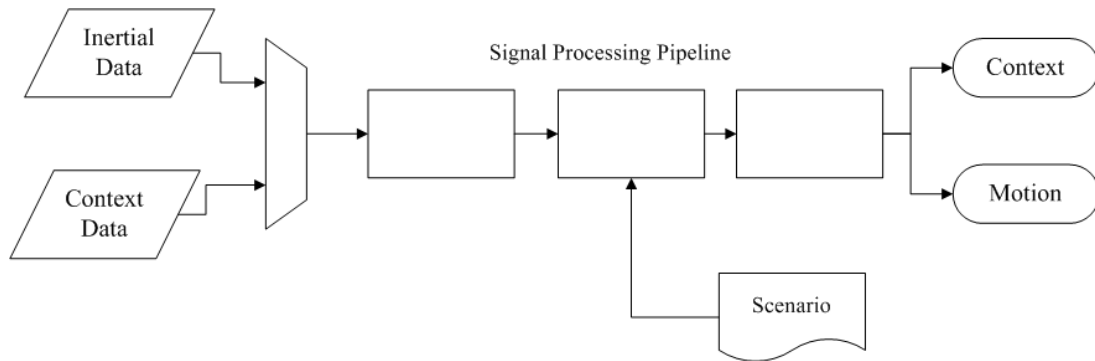 Inertial
Data
Signal Processing Pipeline
Context
Context
Data
Motion
Scenario